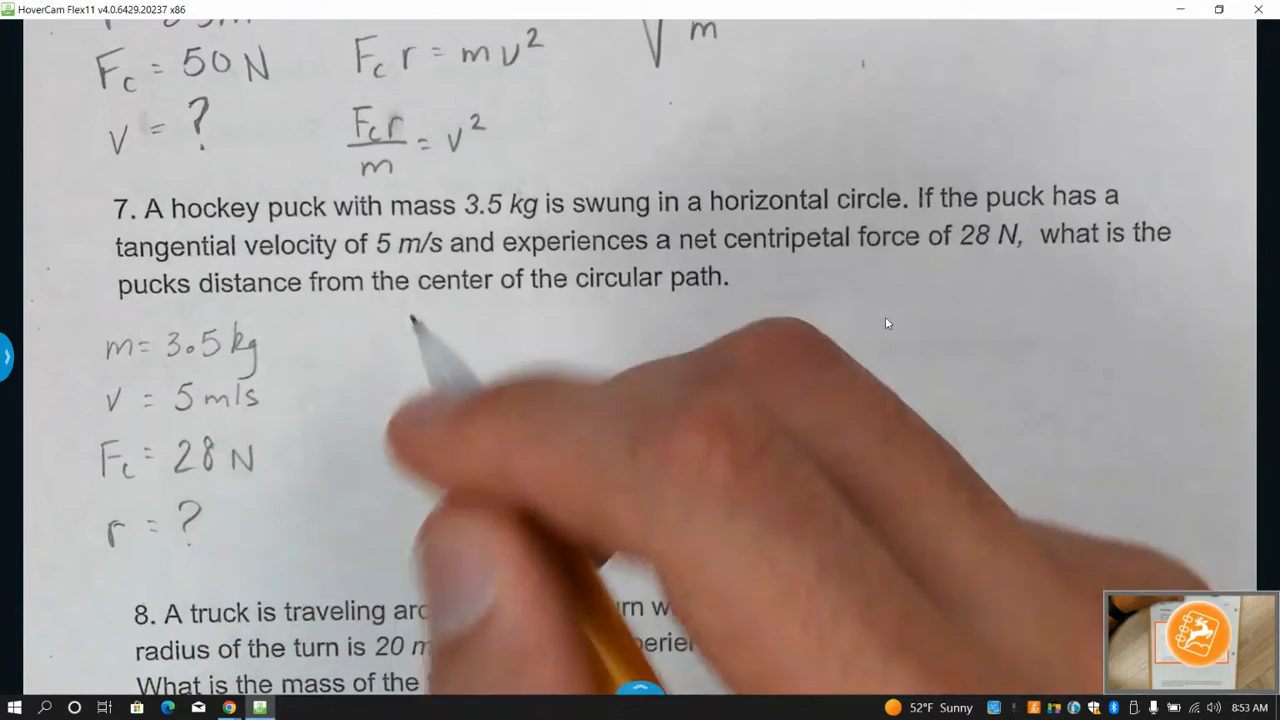 HoverCam Flex11 v4.0.6429.20237 x86
Fc = 50 N
Fc r = m v²
m
v = ?
Fc r / m = v²
7. A hockey puck with mass 3.5 kg is swung in a horizontal circle. If the puck has a
tangential velocity of 5 m/s and experiences a net centripetal force of 28 N, what is the
pucks distance from the center of the circular path.
m = 3.5 kg
v = 5 m/s
Fc = 28 N
r = ?
8. A truck is traveling
radius of the turn is 20
What is the mass of the
52°F Sunny
8:53 AM